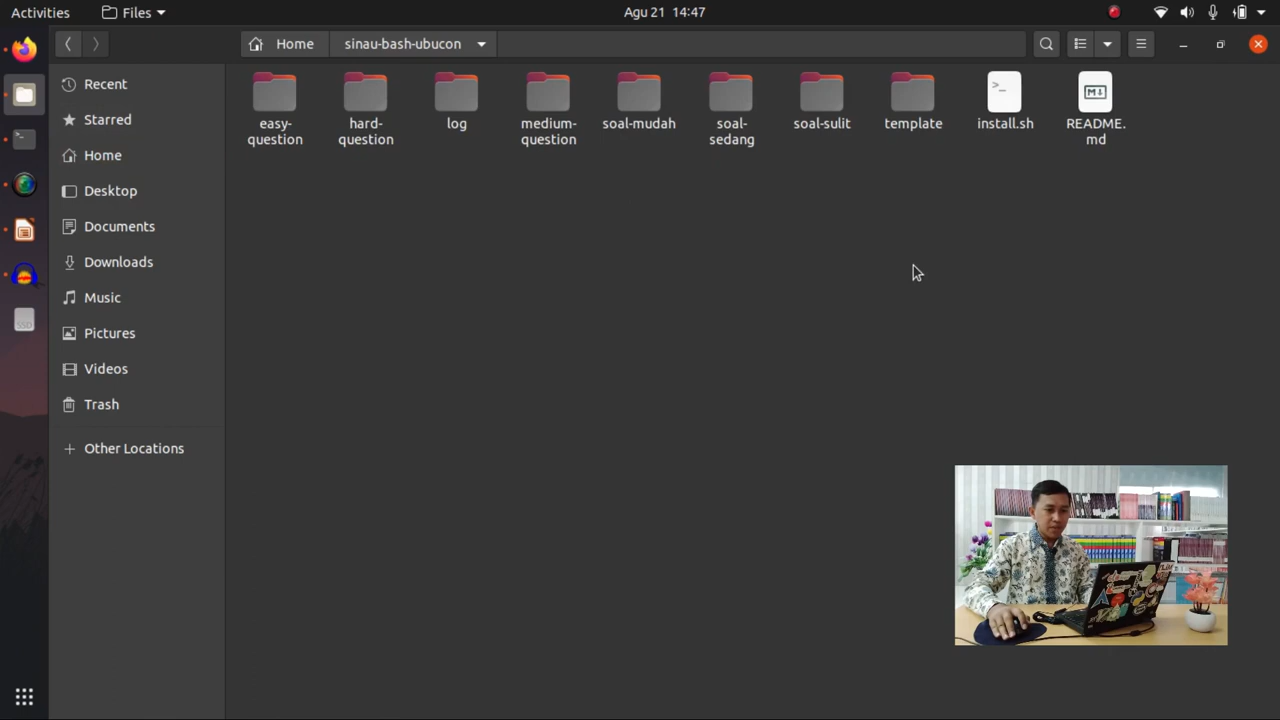 Activities
Files
Agu 21 14:47
Home
sinau-bash-ubucon
Recent
Starred
Home
Desktop
Documents
Downloads
Music
Pictures
Videos
Trash
Other Locations
easy-
question
hard-
question
log
medium-
question
soal-mudah
soal-
sedang
soal-sulit
template
install.sh
README.
md
SSD